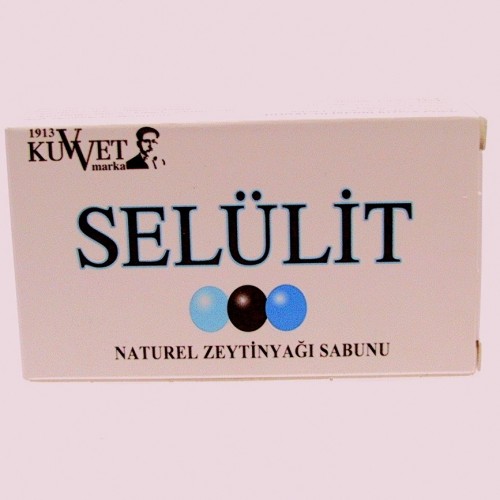 1913
KUVVET
marka
SELÜLİT
NATUREL ZEYTİNYAĞI SABUNU